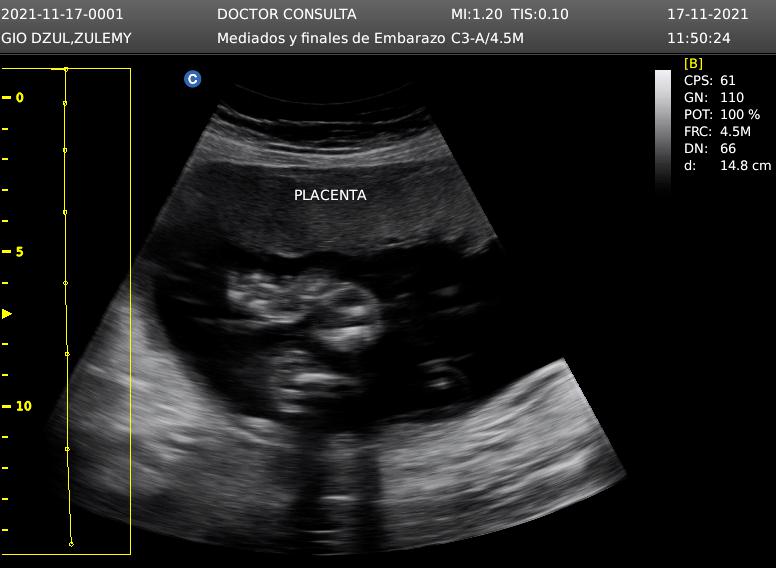 2021-11-17-0001 DOCTOR CONSULTA MI:1.20 TIS:0.10 17-11-2021
GIO DZUL,ZULEMY Mediados y finales de Embarazo C3-A/4.5M 11:50:24
C
[B]
CPS: 61
GN: 110
POT: 100 %
FRC: 4.5M
DN: 66
d: 14.8 cm
0
PLACENTA
5
10